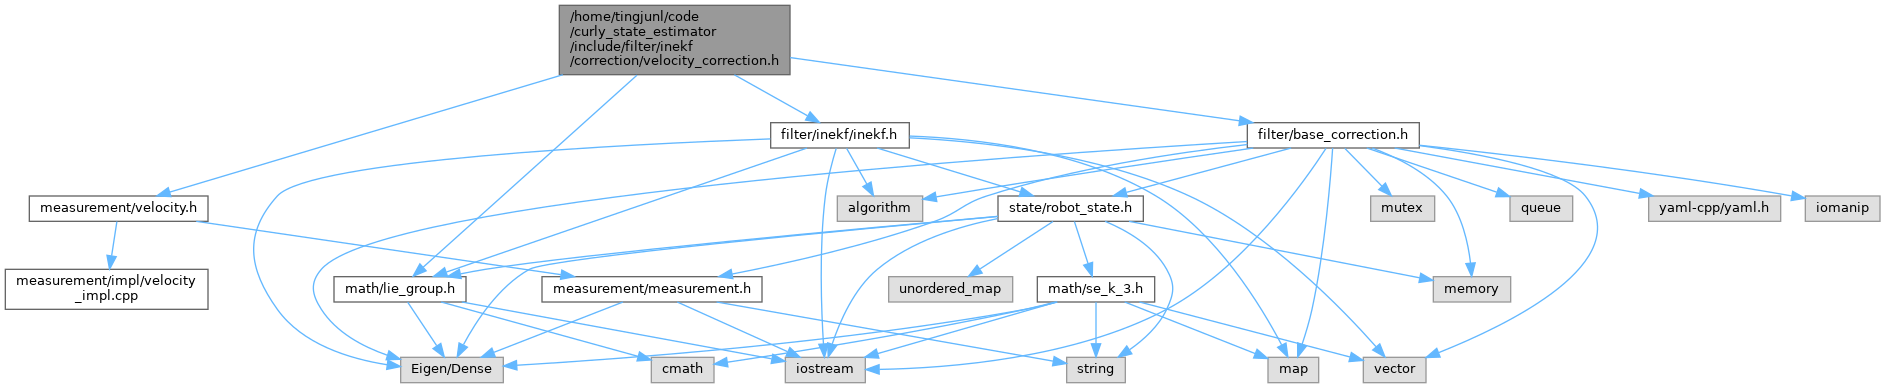 /home/tingjunl/code
/curly_state_estimator
/include/filter/inekf
/correction/velocity_correction.h
filter/inekf/inekf.h
filter/base_correction.h
measurement/velocity.h
algorithm
state/robot_state.h
mutex
queue
yaml-cpp/yaml.h
iomanip
measurement/impl/velocity
_impl.cpp
math/lie_group.h
measurement/measurement.h
unordered_map
math/se_k_3.h
memory
Eigen/Dense
cmath
iostream
string
map
vector